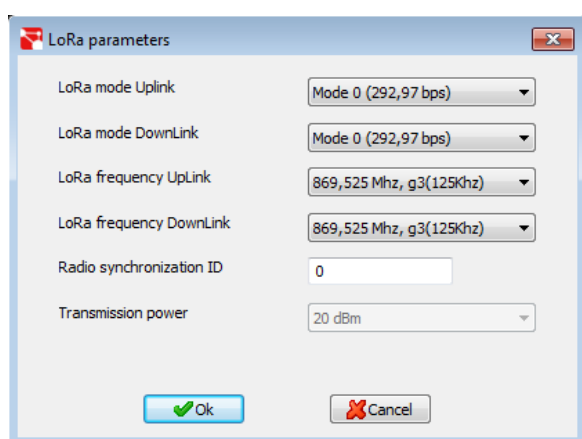 LoRa parameters
LoRa mode Uplink Mode 0 (292,97 bps)
LoRa mode DownLink Mode 0 (292,97 bps)
LoRa frequency UpLink 869,525 Mhz, g3(125Khz)
LoRa frequency DownLink 869,525 Mhz, g3(125Khz)
Radio synchronization ID 0
Transmission power 20 dBm
Ok Cancel